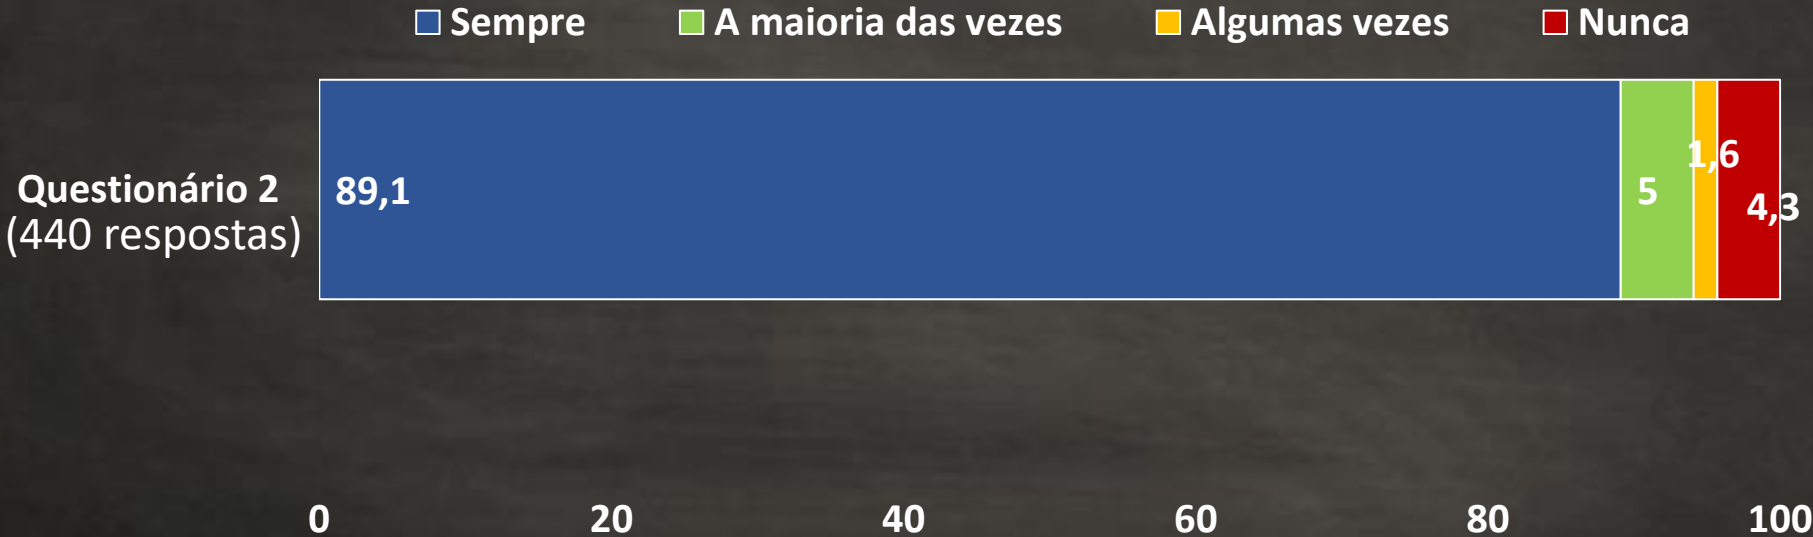 Sempre A maioria das vezes Algumas vezes Nunca
Questionário 2
(440 respostas)
89,1 5 1,6 4,3
0 20 40 60 80 100